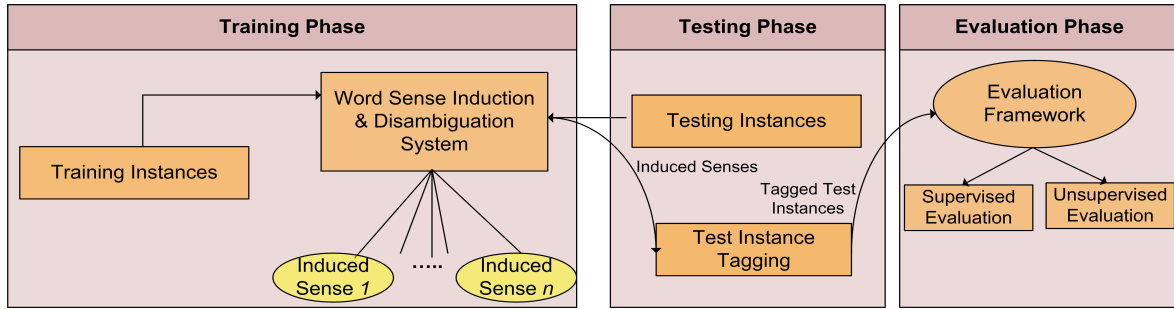 Training Phase
Word Sense Induction
& Disambiguation
System
Training Instances
Induced
Sense 1
.....
Induced
Sense n
Testing Phase
Testing Instances
Induced Senses
Tagged Test
Instances
Test Instance
Tagging
Evaluation Phase
Evaluation
Framework
Supervised
Evaluation
Unsupervised
Evaluation